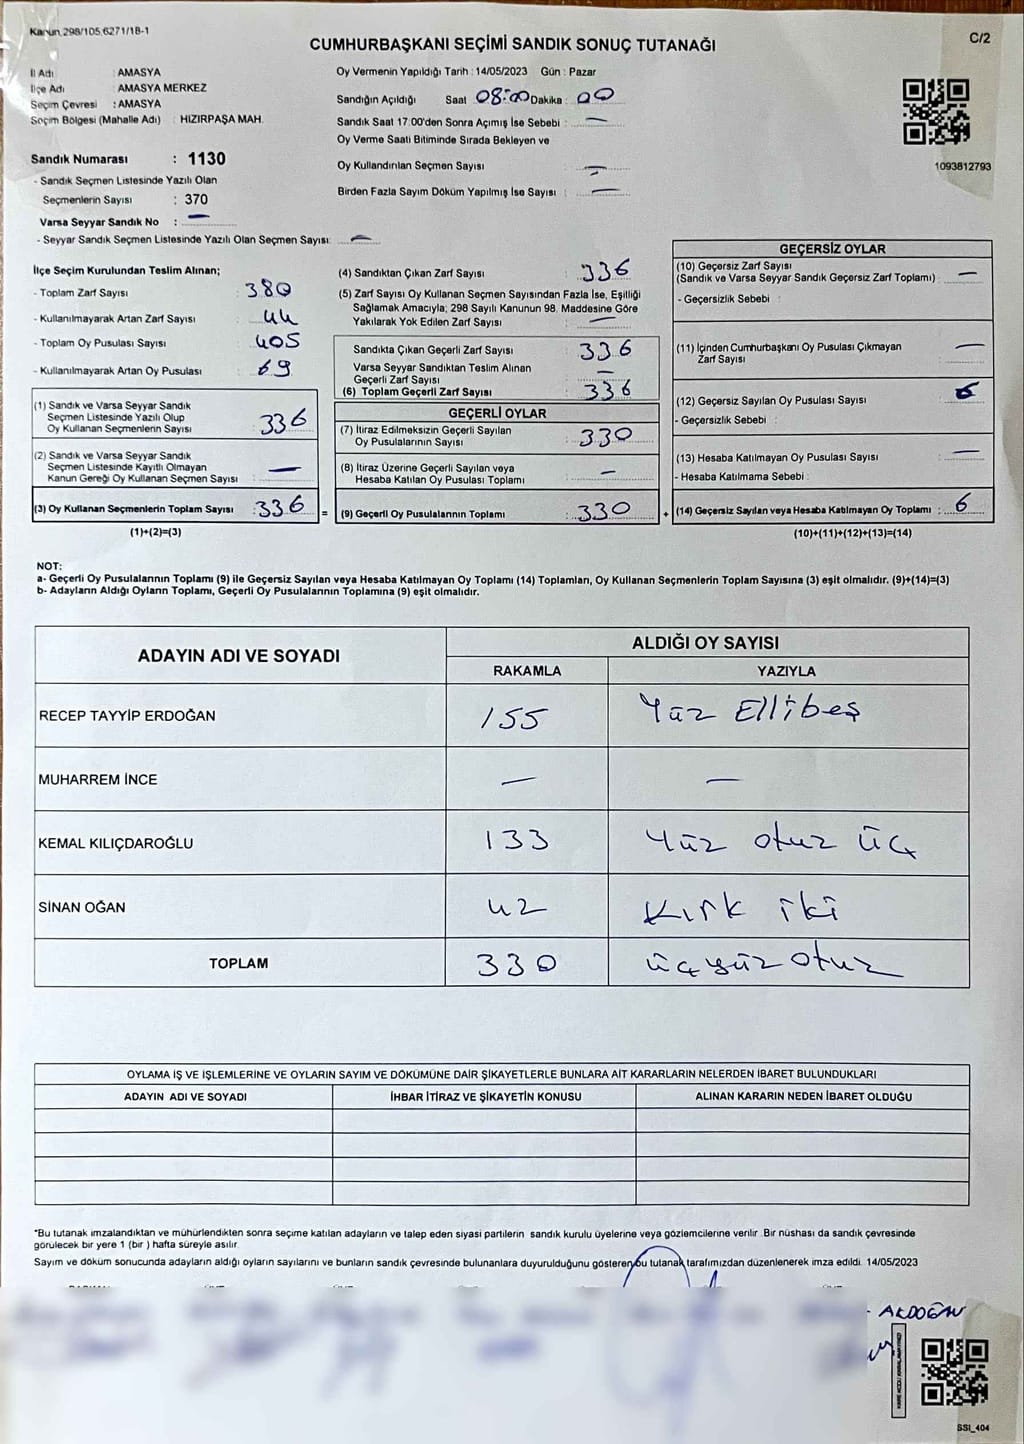 Kanun.298/105.6271/18-1
C/2
CUMHURBAŞKANI SEÇİMİ SANDIK SONUÇ TUTANAĞI
İl Adı : AMASYA
İlçe Adı : AMASYA MERKEZ
Seçim Çevresi : AMASYA
Seçim Bölgesi (Mahalle Adı) : HIZIRPAŞA MAH.
Sandık Numarası : 1130
- Sandık Seçmen Listesinde Yazılı Olan
Seçmenlerin Sayısı : 370
Varsa Seyyar Sandık No : —
- Seyyar Sandık Seçmen Listesinde Yazılı Olan Seçmen Sayısı: —
Oy Vermenin Yapıldığı Tarih : 14/05/2023 Gün : Pazar
Sandığın Açıldığı Saat 08:00 Dakika : 00
Sandık Saat 17:00'den Sonra Açımış İse Sebebi : —
Oy Verme Saati Bitiminde Sırada Bekleyen ve
Oy Kullandırılan Seçmen Sayısı : —
Birden Fazla Sayım Döküm Yapılmış İse Sayısı : —
1093812793
İlçe Seçim Kurulundan Teslim Alınan;
- Toplam Zarf Sayısı : 380
- Kullanılmayarak Artan Zarf Sayısı : 44
- Toplam Oy Pusulası Sayısı : 405
- Kullanılmayarak Artan Oy Pusulası : 69
(1) Sandık ve Varsa Seyyar Sandık
Seçmen Listesinde Yazılı Olup
Oy Kullanan Seçmenlerin Sayısı : 336
(2) Sandık ve Varsa Seyyar Sandık
Seçmen Listesinde Kayıtlı Olmayan
Kanun Gereği Oy Kullanan Seçmen Sayısı : —
(3) Oy Kullanan Seçmenlerin Toplam Sayısı : 336
(1)+(2)=(3)
=
(4) Sandıktan Çıkan Zarf Sayısı : 336
(5) Zarf Sayısı Oy Kullanan Seçmen Sayısından Fazla İse, Eşitliği
Sağlamak Amacıyla; 298 Sayılı Kanunun 98. Maddesine Göre
Yakılarak Yok Edilen Zarf Sayısı : —
Sandıkta Çıkan Geçerli Zarf Sayısı : 336
Varsa Seyyar Sandıktan Teslim Alınan
Geçerli Zarf Sayısı : —
(6) Toplam Geçerli Zarf Sayısı : 336
GEÇERLİ OYLAR
(7) İtiraz Edilmeksizin Geçerli Sayılan
Oy Pusulalarının Sayısı : 330
(8) İtiraz Üzerine Geçerli Sayılan veya
Hesaba Katılan Oy Pusulası Toplamı : —
(9) Geçerli Oy Pusulalarının Toplamı : 330
+
GEÇERSİZ OYLAR
(10) Geçersiz Zarf Sayısı
(Sandık ve Varsa Seyyar Sandık Geçersiz Zarf Toplamı) : —
- Geçersizlik Sebebi :
(11) İçinden Cumhurbaşkanı Oy Pusulası Çıkmayan
Zarf Sayısı : —
(12) Geçersiz Sayılan Oy Pusulası Sayısı : 6
- Geçersizlik Sebebi :
(13) Hesaba Katılmayan Oy Pusulası Sayısı : —
- Hesaba Katılmama Sebebi :
(14) Geçersiz Sayılan veya Hesaba Katılmayan Oy Toplamı : 6
(10)+(11)+(12)+(13)=(14)
NOT:
a- Geçerli Oy Pusulalarının Toplamı (9) ile Geçersiz Sayılan veya Hesaba Katılmayan Oy Toplamı (14) Toplamları, Oy Kullanan Seçmenlerin Toplam Sayısına (3) eşit olmalıdır. (9)+(14)=(3)
b- Adayların Aldığı Oyların Toplamı, Geçerli Oy Pusulalarının Toplamına (9) eşit olmalıdır.
ADAYIN ADI VE SOYADI ALDIĞI OY SAYISI
RAKAMLA YAZIYLA
RECEP TAYYİP ERDOĞAN 155 Yüz Ellibeş
MUHARREM İNCE — —
KEMAL KILIÇDAROĞLU 133 Yüz otuz üç
SİNAN OĞAN 42 Kırk iki
TOPLAM 330 üçyüz otuz
OYLAMA İŞ VE İŞLEMLERİNE VE OYLARIN SAYIM VE DÖKÜMÜNE DAİR ŞİKAYETLERLE BUNLARA AİT KARARLARIN NELERDEN İBARET BULUNDUKLARI
ADAYIN ADI VE SOYADI İHBAR İTİRAZ VE ŞİKAYETİN KONUSU ALINAN KARARIN NEDEN İBARET OLDUĞU
*Bu tutanak imzalandıktan ve mühürlendikten sonra seçime katılan adayların ve talep eden siyasi partilerin sandık kurulu üyelerine veya gözlemcilerine verilir .Bir nüshası da sandık çevresinde
görülecek bir yere 1 (bir ) hafta süreyle asılır.
Sayım ve döküm sonucunda adayların aldığı oyların sayılarını ve bunların sandık çevresinde bulunanlara duyurulduğunu gösteren bu tutanak tarafımızdan düzenlenerek imza edildi. 14/05/2023
AKDOĞAN
SSI_404